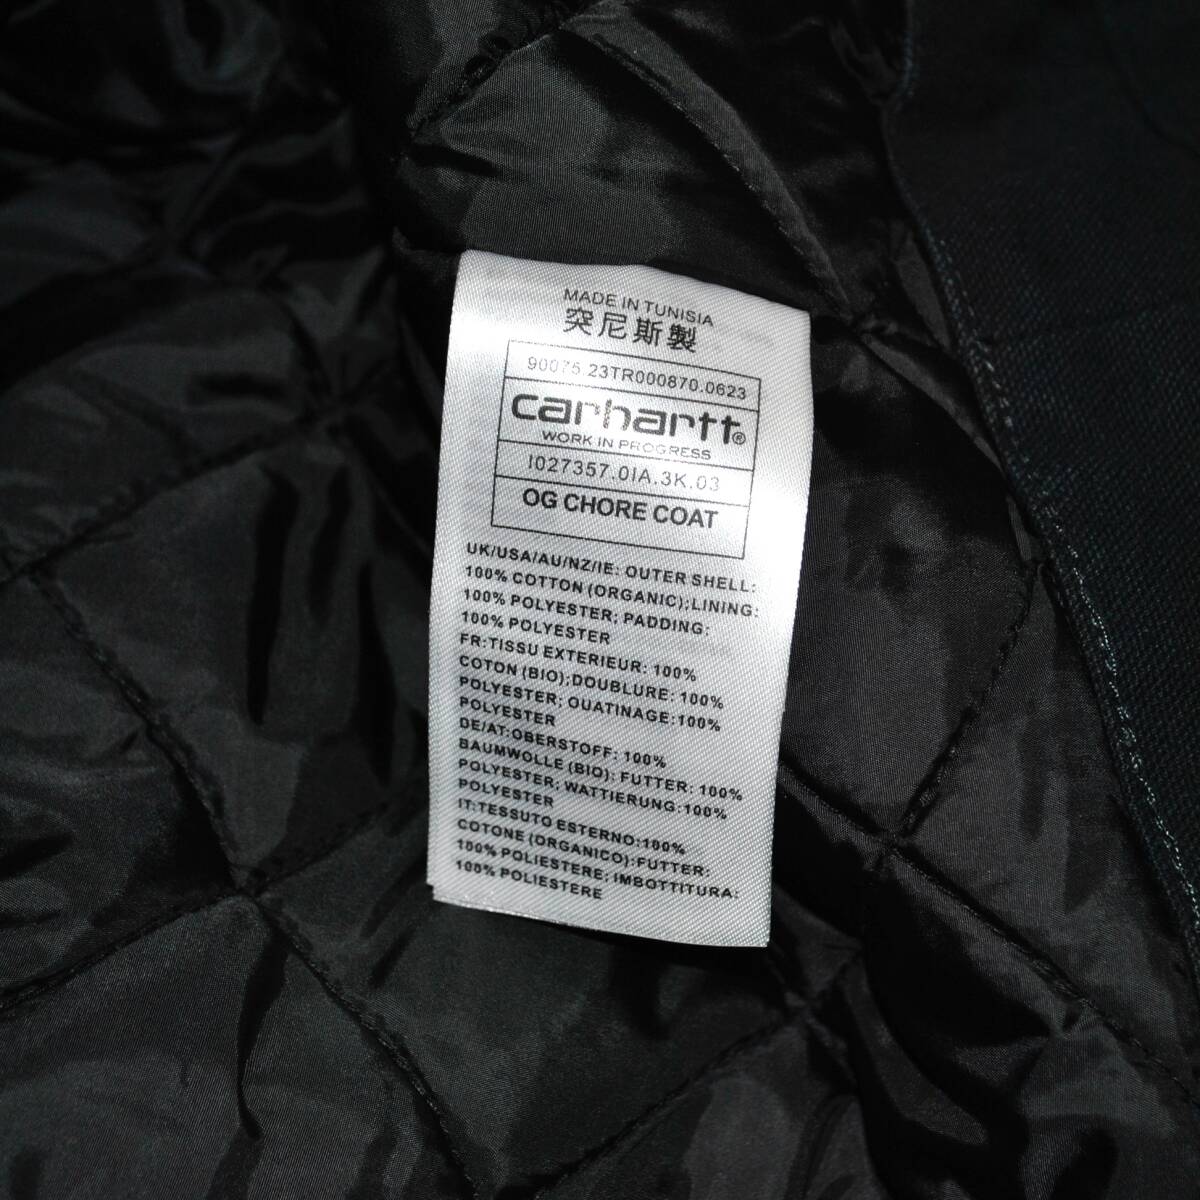 MADE IN TUNISIA
突尼斯製
90075.23TR000870.0623
carhartt®
WORK IN PROGRESS
I027357.0IA.3K.03
OG CHORE COAT
UK/USA/AU/NZ/IE: OUTER SHELL:
100% COTTON (ORGANIC);LINING:
100% POLYESTER; PADDING:
100% POLYESTER
FR:TISSU EXTERIEUR: 100%
COTON (BIO);DOUBLURE: 100%
POLYESTER; OUATINAGE:100%
POLYESTER
DE/AT:OBERSTOFF: 100%
BAUMWOLLE (BIO); FUTTER: 100%
POLYESTER; WATTIERUNG:100%
POLYESTER
IT:TESSUTO ESTERNO:100%
COTONE (ORGANICO);FUTTER:
100% POLIESTERE; IMBOTTITURA:
100% POLIESTERE